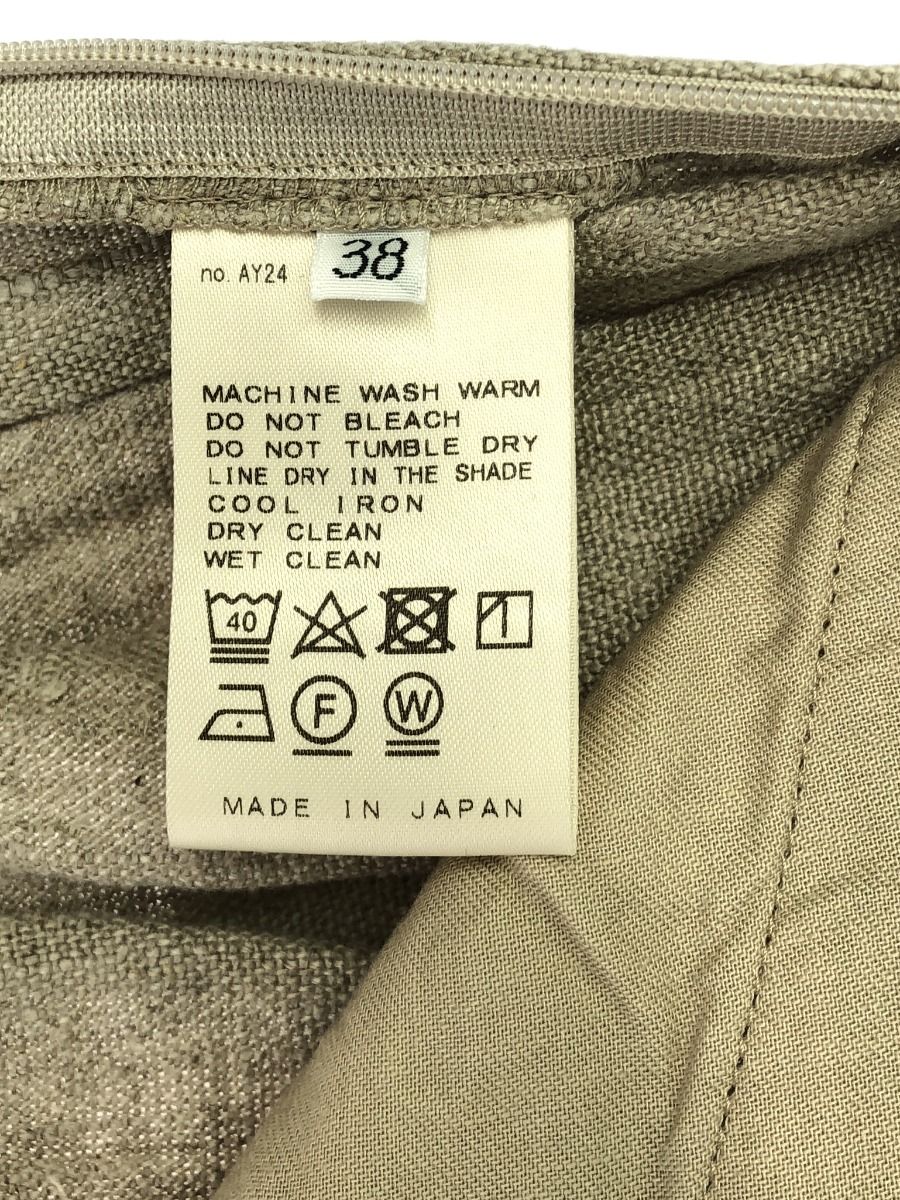 no. AY24
38
MACHINE WASH WARM
DO NOT BLEACH
DO NOT TUMBLE DRY
LINE DRY IN THE SHADE
COOL IRON
DRY CLEAN
WET CLEAN
40
F W
MADE IN JAPAN